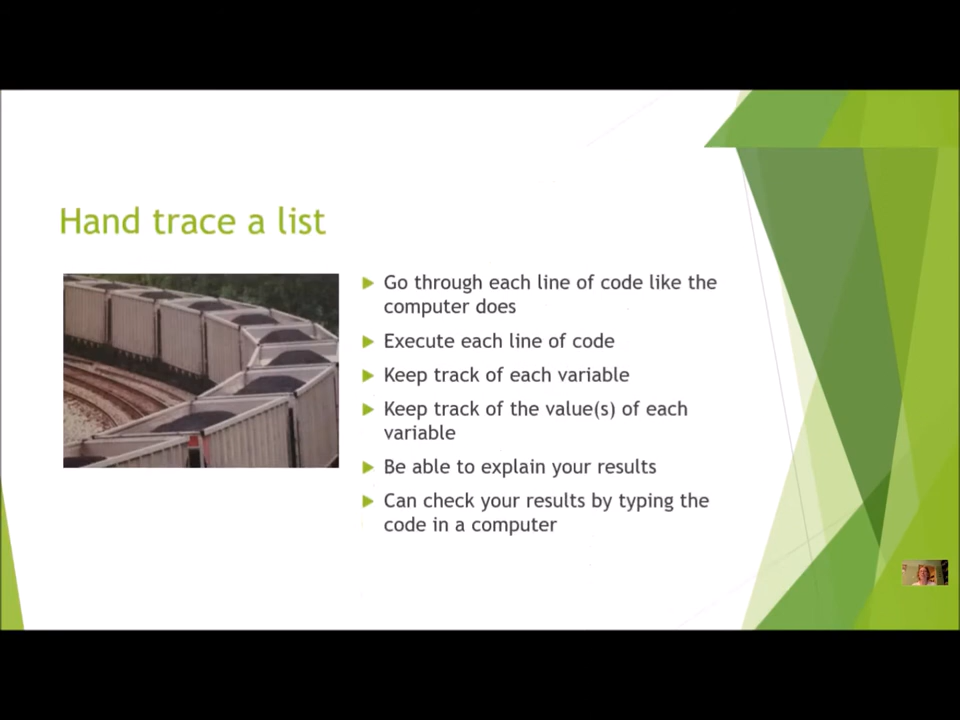 Hand trace a list
Go through each line of code like the
computer does
Execute each line of code
Keep track of each variable
Keep track of the value(s) of each
variable
Be able to explain your results
Can check your results by typing the
code in a computer